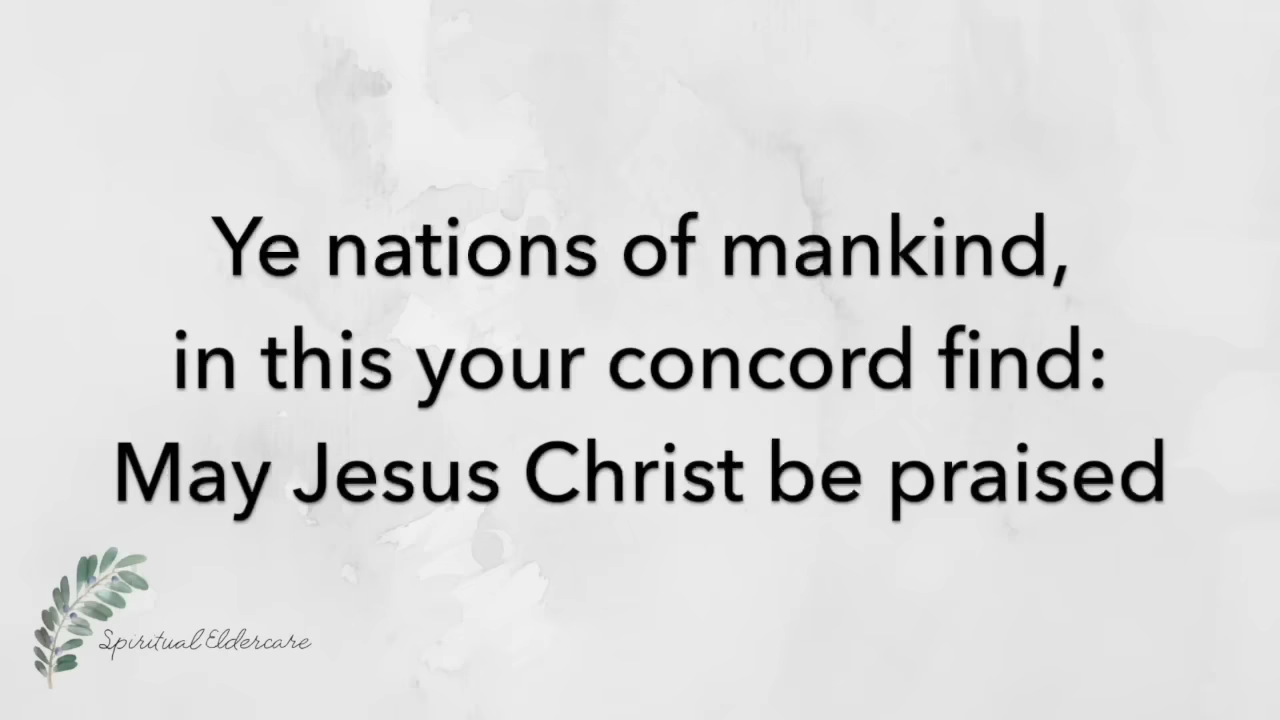 Ye nations of mankind,
in this your concord find:
May Jesus Christ be praised
Spiritual Eldercare